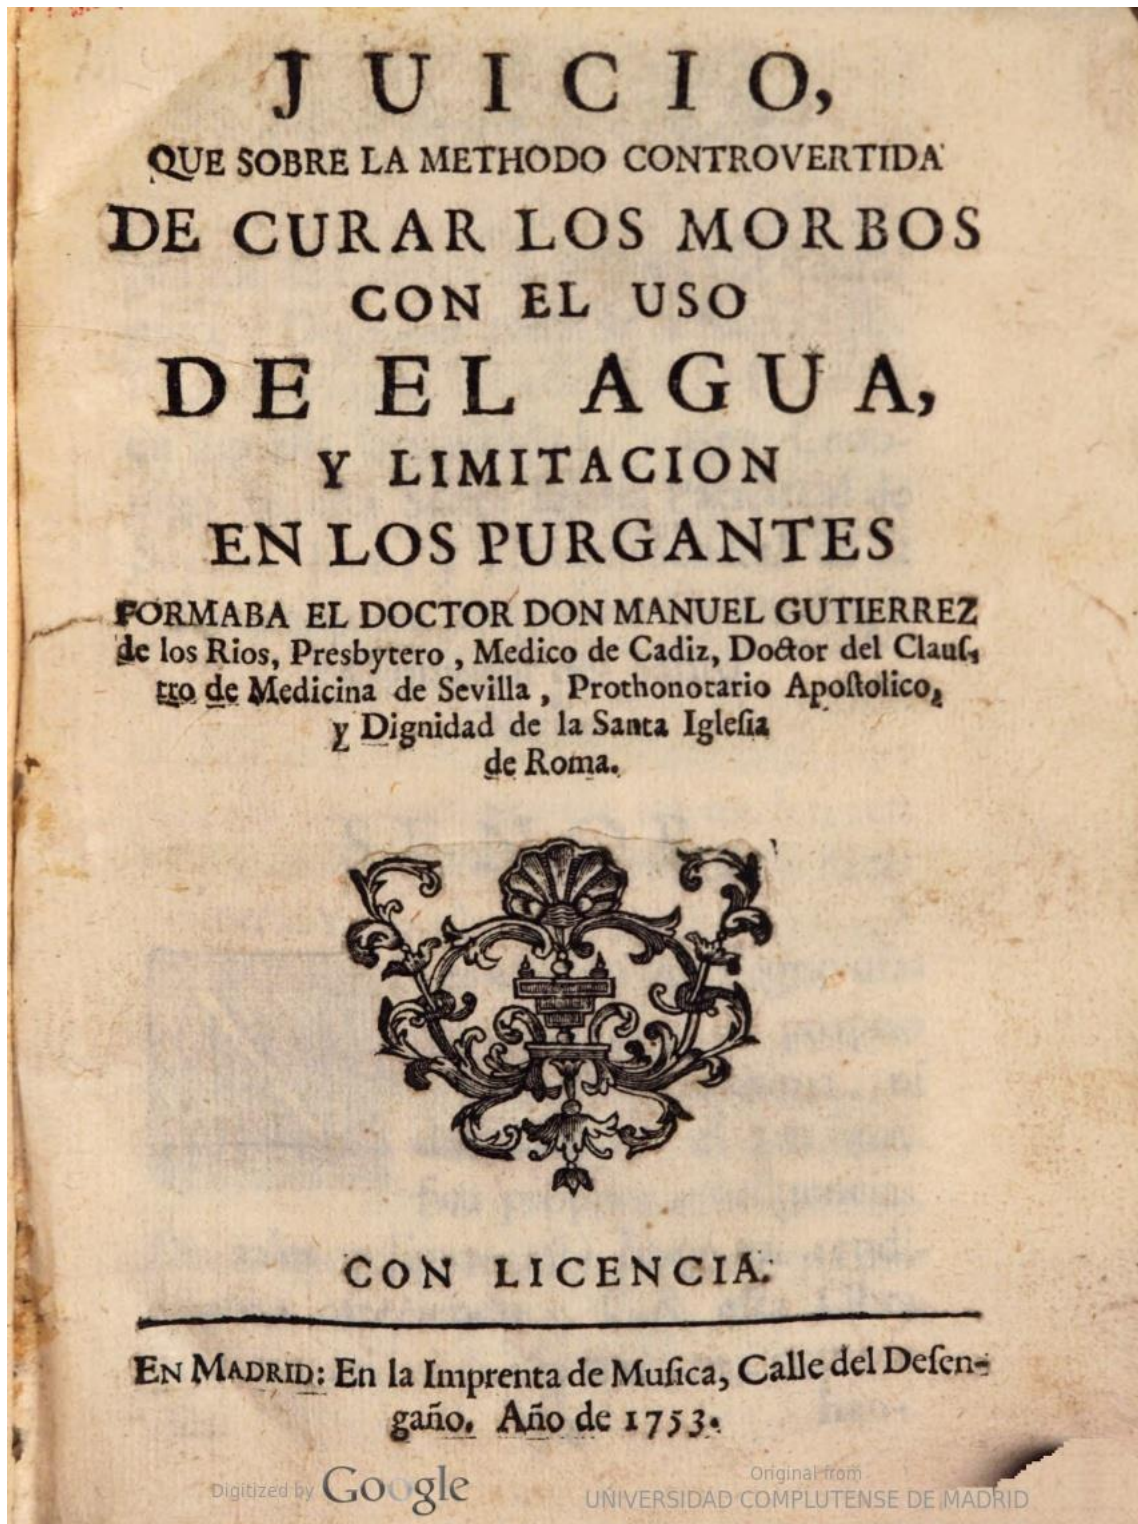 JUICIO,
QUE SOBRE LA METHODO CONTROVERTIDA
DE CURAR LOS MORBOS
CON EL USO
DE EL AGUA,
Y LIMITACION
EN LOS PURGANTES
FORMABA EL DOCTOR DON MANUEL GUTIERREZ
de los Rios, Presbytero, Medico de Cadiz, Doctor del Clauſ-
tro de Medicina de Sevilla, Prothonotario Apoſtolico,
y Dignidad de la Santa Igleſia
de Roma.
CON LICENCIA.
EN MADRID: En la Imprenta de Muſica, Calle del Deſen-
gaño. Año de 1753.
Digitized by Google
Original from
UNIVERSIDAD COMPLUTENSE DE MADRID